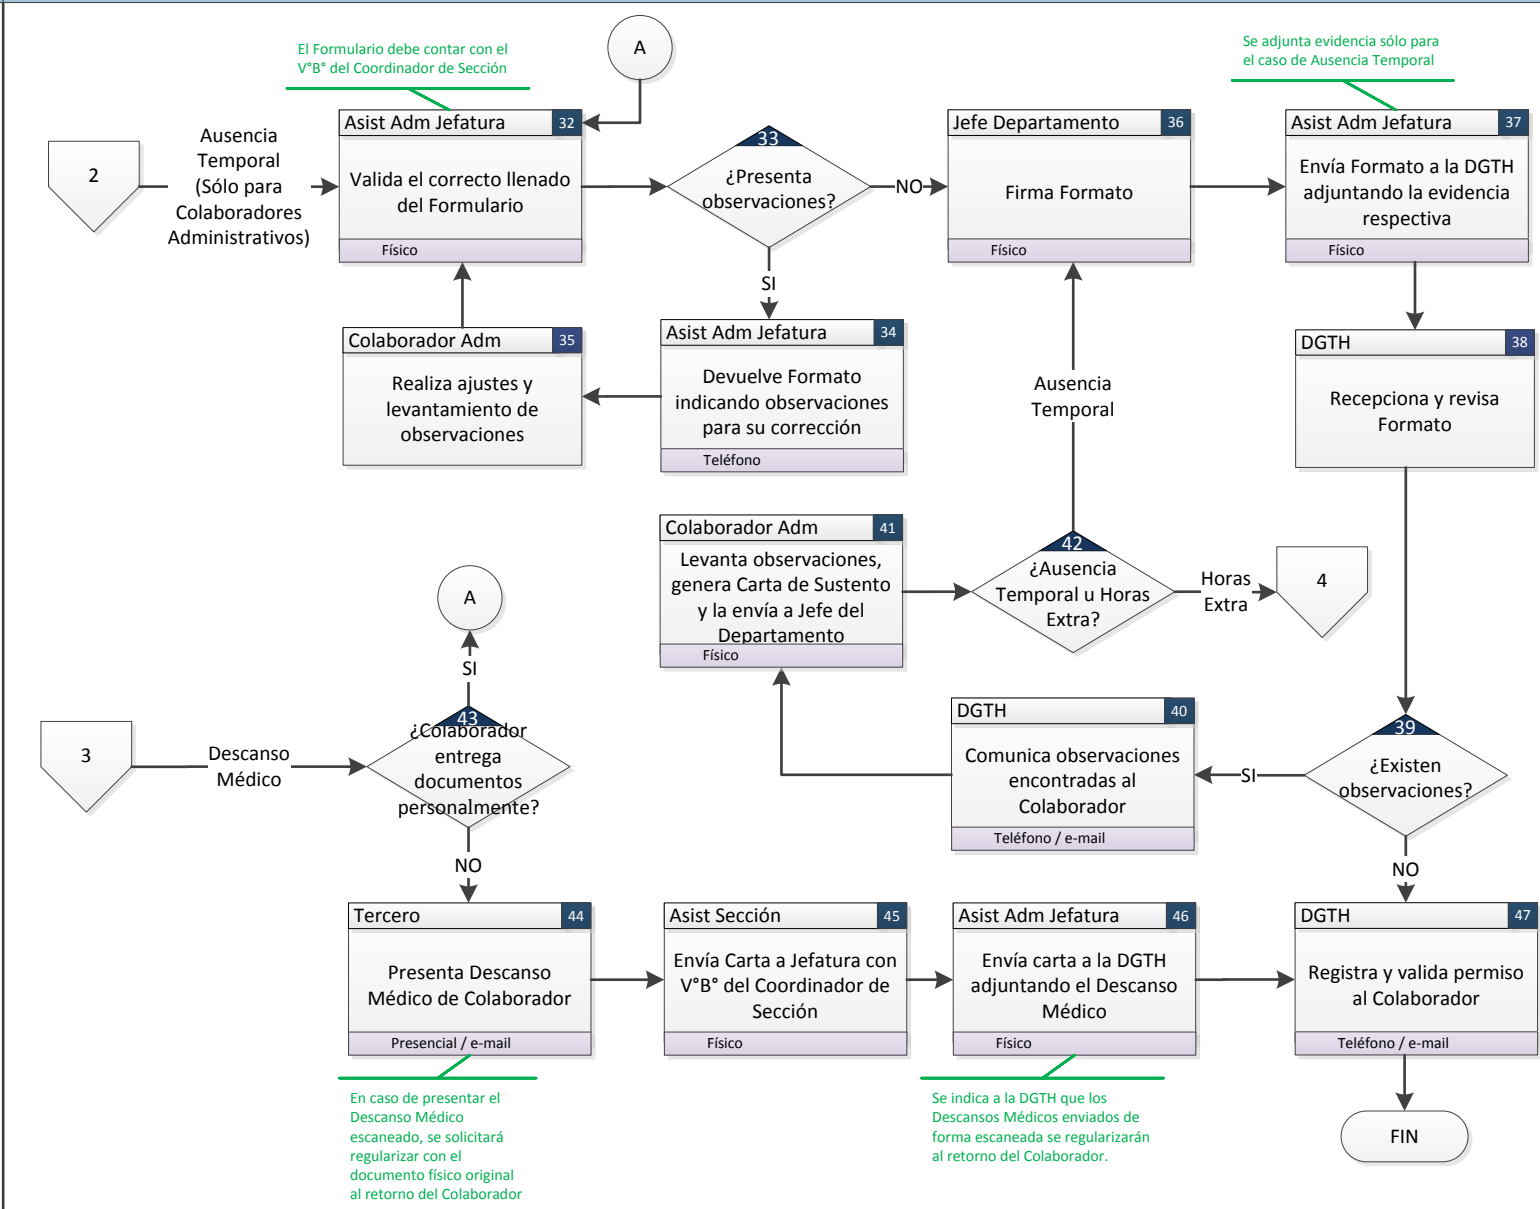 El Formulario debe contar con el
V°B° del Coordinador de Sección
A
Se adjunta evidencia sólo para
el caso de Ausencia Temporal
2
Ausencia
Temporal
(Sólo para
Colaboradores
Administrativos)
Asist Adm Jefatura 32
Valida el correcto llenado
del Formulario
Físico
33
¿Presenta
observaciones?
NO
SI
Jefe Departamento 36
Firma Formato
Físico
Asist Adm Jefatura 37
Envía Formato a la DGTH
adjuntando la evidencia
respectiva
Físico
Colaborador Adm 35
Realiza ajustes y
levantamiento de
observaciones
Asist Adm Jefatura 34
Devuelve Formato
indicando observaciones
para su corrección
Teléfono
Ausencia
Temporal
DGTH 38
Recepciona y revisa
Formato
Colaborador Adm 41
Levanta observaciones,
genera Carta de Sustento
y la envía a Jefe del
Departamento
Físico
42
¿Ausencia
Temporal u Horas
Extra?
Horas
Extra
4
A
SI
3
Descanso
Médico
43
¿Colaborador
entrega
documentos
personalmente?
NO
DGTH 40
Comunica observaciones
encontradas al
Colaborador
Teléfono / e-mail
SI
39
¿Existen
observaciones?
NO
Tercero 44
Presenta Descanso
Médico de Colaborador
Presencial / e-mail
Asist Sección 45
Envía Carta a Jefatura con
V°B° del Coordinador de
Sección
Físico
Asist Adm Jefatura 46
Envía carta a la DGTH
adjuntando el Descanso
Médico
Físico
DGTH 47
Registra y valida permiso
al Colaborador
Teléfono / e-mail
En caso de presentar el
Descanso Médico
escaneado, se solicitará
regularizar con el
documento físico original
al retorno del Colaborador
Se indica a la DGTH que los
Descansos Médicos enviados de
forma escaneada se regularizarán
al retorno del Colaborador.
FIN